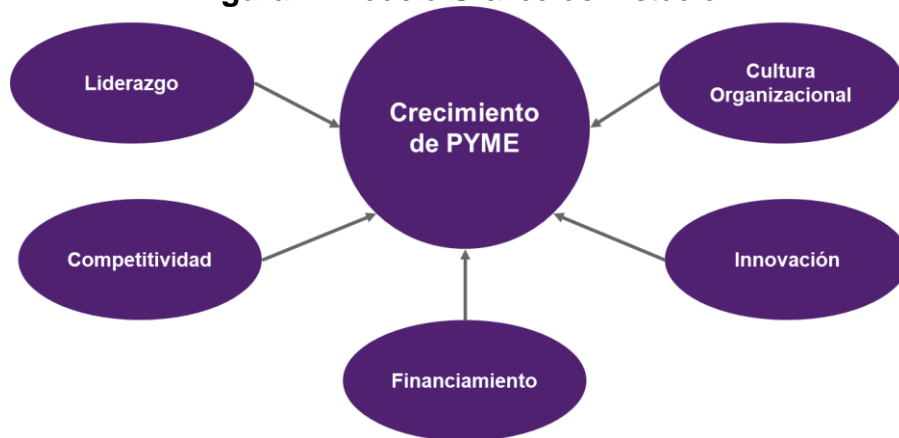 Liderazgo
Crecimiento
de PYME
Cultura
Organizacional
Competitividad
Innovación
Financiamiento